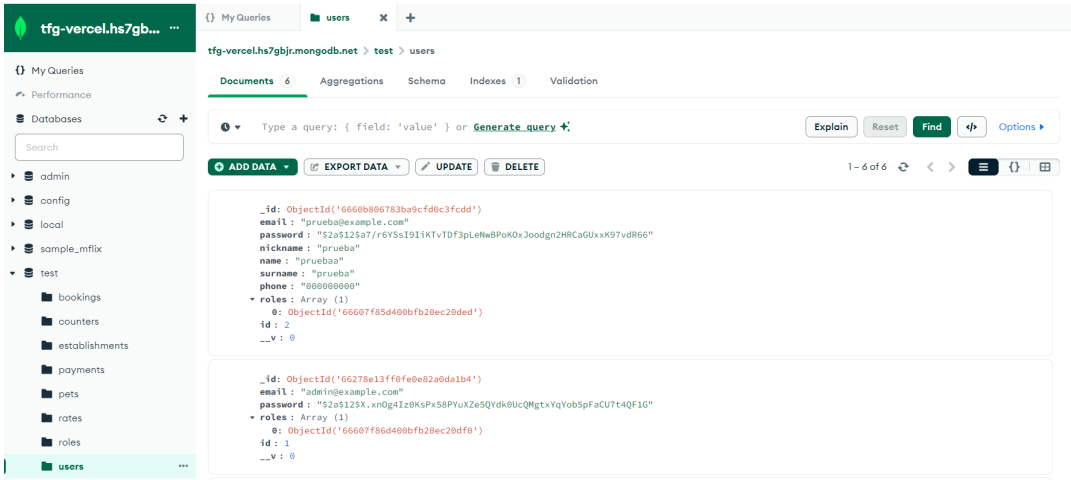 tfg-vercel.hs7gb... ...
{} My Queries
users
tfg-vercel.hs7gbjr.mongodb.net > test > users
Documents 6 Aggregations Schema Indexes 1 Validation
Type a query: { field: 'value' } or Generate query
Explain Reset Find </> Options
ADD DATA EXPORT DATA UPDATE DELETE
1 – 6 of 6
{} My Queries
Performance
Databases
Search
admin
config
local
sample_mflix
test
bookings
counters
establishments
payments
pets
rates
roles
users ...
_id: ObjectId('6660b806783ba9cfd0c3fcdd')
email : "prueba@example.com"
password : "$2a$12$a7/r6YSsI9IiKTvTDf3pLeNwBPoKOxJoodgn2HRCaGUxxK97vdR66"
nickname : "prueba"
name : "pruebaa"
surname : "prueba"
phone : "000000000"
roles : Array (1)
0: ObjectId('66607f85d400bfb20ec20ded')
id : 2
__v : 0
_id: ObjectId('66278e13ff0fe0e82a0da1b4')
email : "admin@example.com"
password : "$2a$12$X.xnOg4Iz0KsPx58PYuXZe5QYdk0UcQMgtxYqYob5pFaCU7t4QF1G"
roles : Array (1)
0: ObjectId('66607f86d400bfb20ec20df0')
id : 1
__v : 0